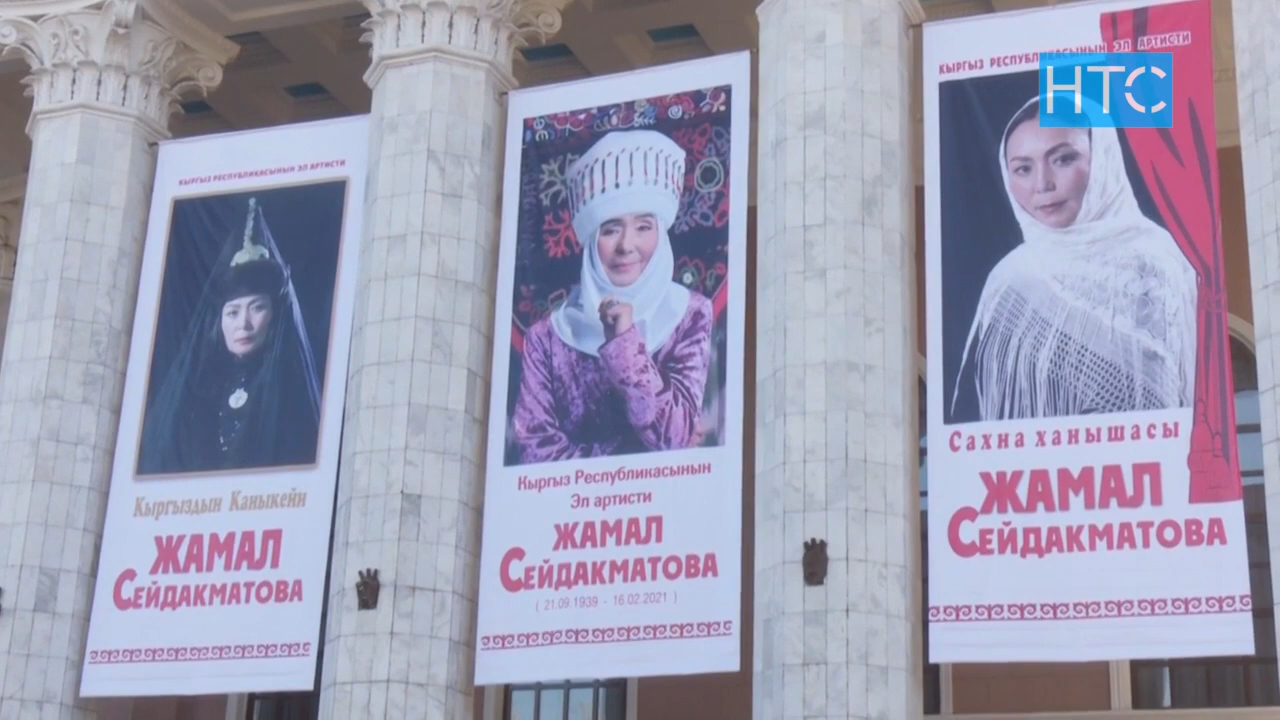 КЫРГЫЗ РЕСПУБЛИКАСЫНЫН ЭЛ АРТИСТИ
Кыргыздын Каныкейи
ЖАМАЛ
СЕЙДАКМАТОВА
Кыргыз Республикасынын
Эл артисти
ЖАМАЛ
СЕЙДАКМАТОВА
( 21.09.1939 - 16.02.2021 )
КЫРГЫЗ РЕСПУБЛИКАСЫНЫН ЭЛ АРТИСТИ
НТС
Сахна ханышасы
ЖАМАЛ
СЕЙДАКМАТОВА